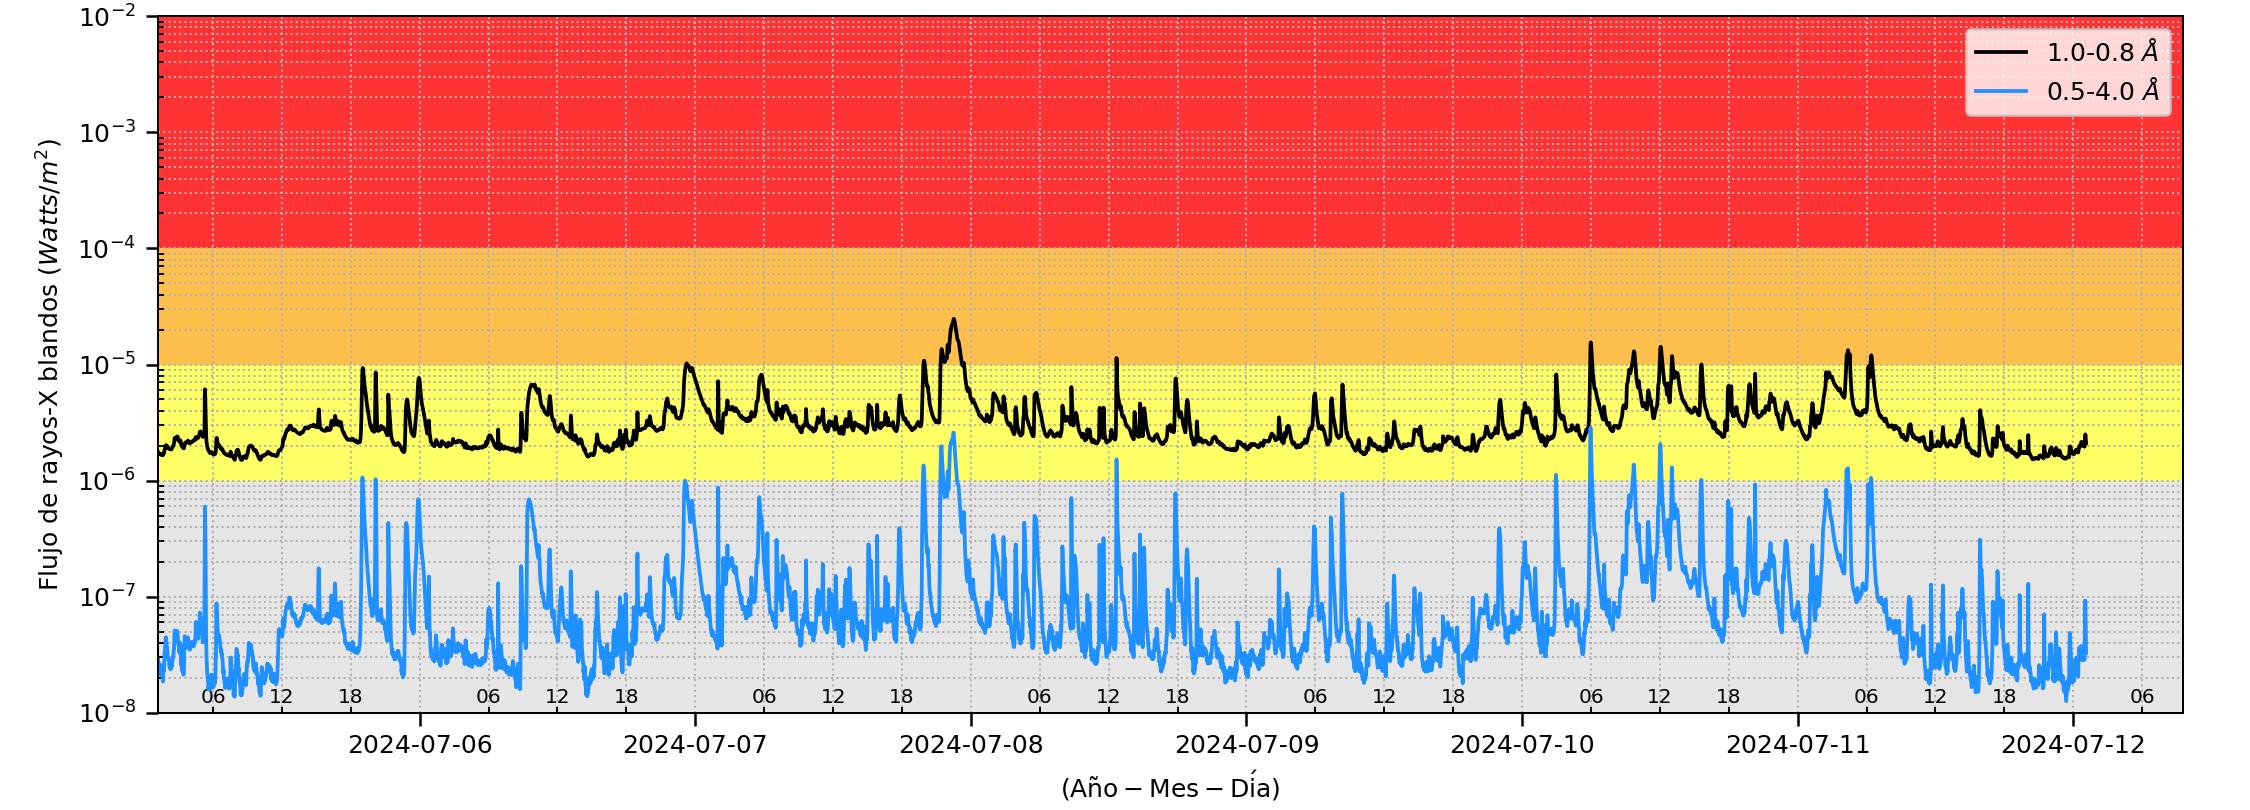 10⁻²
10⁻³
10⁻⁴
10⁻⁵
10⁻⁶
10⁻⁷
10⁻⁸
Flujo de rayos-X blandos (Watts/m²)
1.0-0.8 Å
0.5-4.0 Å
06 12 18 06 12 18 06 12 18 06 12 18 06 12 18 06 12 18 06 12 18 06
2024-07-06 2024-07-07 2024-07-08 2024-07-09 2024-07-10 2024-07-11 2024-07-12
(Año − Mes − Día)